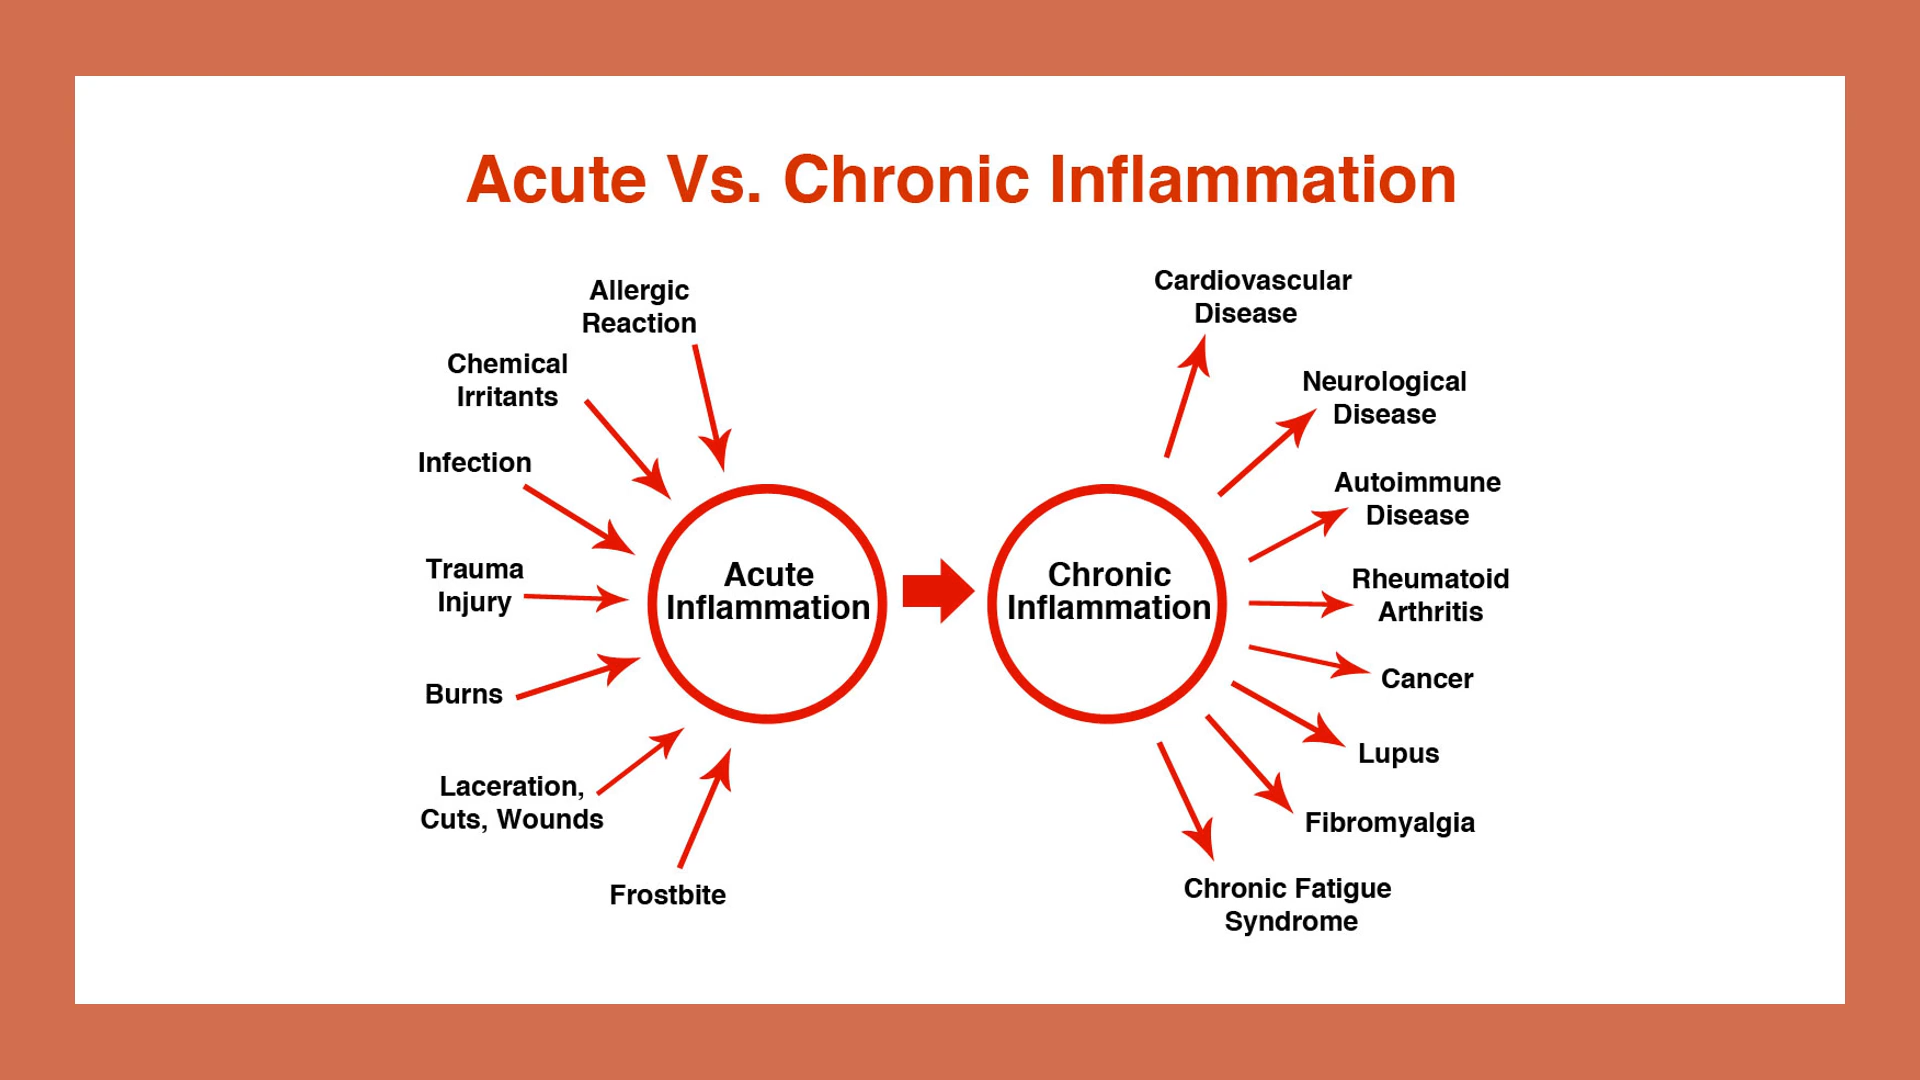 Acute Vs. Chronic Inflammation
Allergic
Reaction
Chemical
Irritants
Infection
Trauma
Injury
Burns
Laceration,
Cuts, Wounds
Frostbite
Acute
Inflammation
Chronic
Inflammation
Cardiovascular
Disease
Neurological
Disease
Autoimmune
Disease
Rheumatoid
Arthritis
Cancer
Lupus
Fibromyalgia
Chronic Fatigue
Syndrome